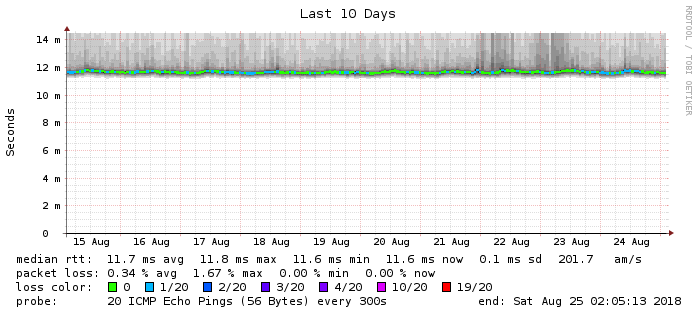 Last 10 Days
RRDTOOL / TOBI OETIKER
Seconds
14 m
12 m
10 m
8 m
6 m
4 m
2 m
0
15 Aug 16 Aug 17 Aug 18 Aug 19 Aug 20 Aug 21 Aug 22 Aug 23 Aug 24 Aug
median rtt: 11.7 ms avg 11.8 ms max 11.6 ms min 11.6 ms now 0.1 ms sd 201.7 am/s
packet loss: 0.34 % avg 1.67 % max 0.00 % min 0.00 % now
loss color: 0 1/20 2/20 3/20 4/20 10/20 19/20
probe: 20 ICMP Echo Pings (56 Bytes) every 300s end: Sat Aug 25 02:05:13 2018